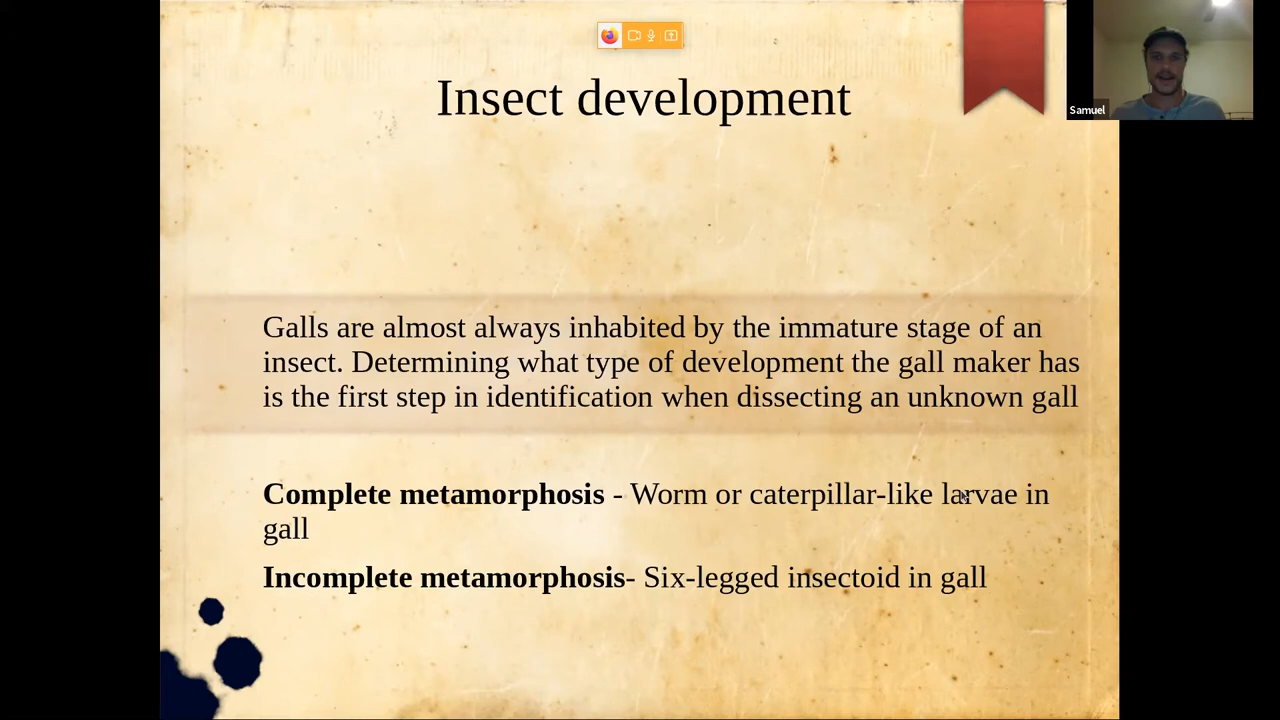 Insect development
Samuel
Galls are almost always inhabited by the immature stage of an
insect. Determining what type of development the gall maker has
is the first step in identification when dissecting an unknown gall
Complete metamorphosis - Worm or caterpillar-like larvae in
gall
Incomplete metamorphosis- Six-legged insectoid in gall